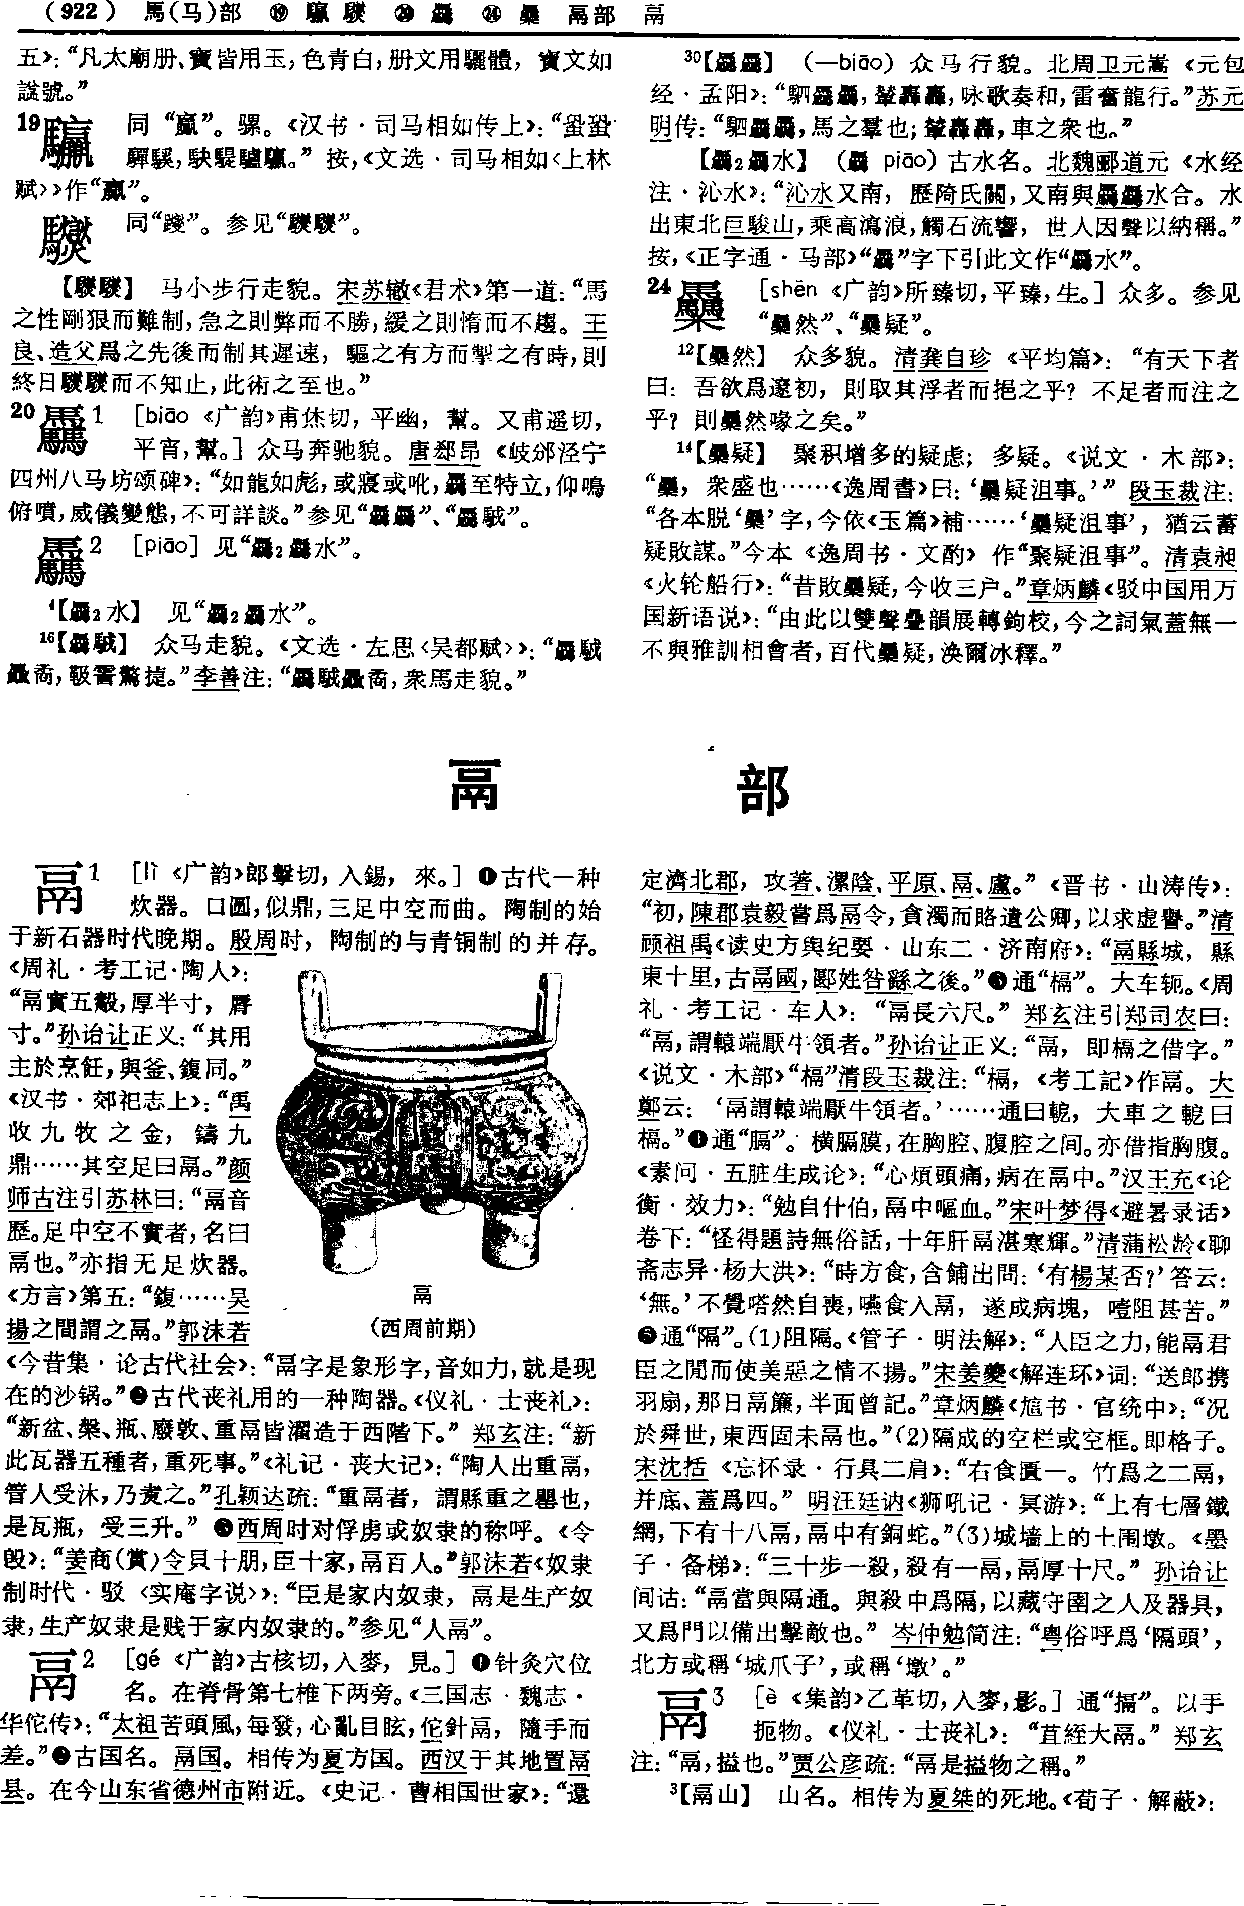 (922) 馬(马)部 ⑲ 驘 䮿 ⑳ 驫 ㉔ 鬲部 鬲
五》：“凡太廟册、寶皆用玉，色青白，册文用驪體，寶文如
諡號。”
19 同“驘”。骡。《汉书·司马相如传上》：“蛩蛩
驒騱，駃騠驢驘。” 按，《文选·司马相如〈上林
赋〉》作“驘”。
同“踐”。参见“”。
【】 马小步行走貌。宋苏辙《君术》第一道：“馬
之性剛狠而難制，急之則弊而不勝，緩之則惰而不趨。王
良、造父爲之先後而制其遲速，驅之有方而掣之有時，則
終日而不知止，此術之至也。”
20 驫1 [biāo 《广韵》甫烋切，平幽，幫。又甫遥切，
平宵，幫。] 众马奔驰貌。唐郄昂《岐邠泾宁
四州八马坊颂碑》：“如龍如彪，或寢或吪，驫至特立，仰鳴
俯噴，威儀變態，不可詳談。”参见“驫驫”、“驫駥”。
驫2 [piāo] 见“驫2驫水”。
4【驫2水】 见“驫2驫水”。
16【驫駥】 众马走貌。《文选·左思〈吴都赋〉》：“驫駥
飍矞，靸霅驚捷。”李善注：“驫駥飍矞，衆馬走貌。”
30【驫驫】 (—biāo) 众马行貌。北周卫元嵩《元包
经·孟阳》：“駟驫驫，輦轟轟，咏歌奏和，雷奮龍行。”苏元
明传：“駟驫驫，馬之羣也；輦轟轟，車之衆也。”
【驫2驫水】 (驫 piāo) 古水名。北魏郦道元《水经
注·沁水》：“沁水又南，歷陭氏關，又南與驫驫水合。水
出東北巨駿山，乘高瀉浪，觸石流響，世人因聲以納稱。”
按，《正字通·马部》“驫”字下引此文作“驫水”。
24 [shēn 《广韵》所臻切，平臻，生。] 众多。参见
“然”、“疑”。
12【然】 众多貌。清龚自珍《平均篇》：“有天下者
曰：吾欲爲邃初，則取其浮者而挹之乎？不足者而注之
乎？則然喙之矣。”
14【疑】 聚积增多的疑虑；多疑。《说文·木部》：
“，衆盛也……《逸周書》曰：‘疑沮事。’” 段玉裁注：
“各本脱‘’字，今依《玉篇》補……‘疑沮事’，猶云蓄
疑敗謀。”今本《逸周书·文酌》作“聚疑沮事”。清袁昶
《火轮船行》：“昔敗疑，今收三户。”章炳麟《驳中国用万
国新语说》：“由此以雙聲疊韻展轉鉤校，今之詞氣蓋無一
不與雅訓相會者，百代疑，涣爾冰釋。”
鬲 部
鬲1 [lì 《广韵》郎擊切，入錫，來。] ❶古代一种
炊器。口圆，似鼎，三足中空而曲。陶制的始
于新石器时代晚期。殷周时，陶制的与青铜制的并存。
《周礼·考工记·陶人》：
“鬲實五觳，厚半寸，脣
寸。”孙诒让正义：“其用
主於烹飪，與釜、鍑同。”
《汉书·郊祀志上》：“禹
收九牧之金，鑄九
鼎……其空足曰鬲。”颜
师古注引苏林曰：“鬲音
歷。足中空不實者，名曰
鬲也。”亦指无足炊器。
《方言》第五：“鍑……吴
揚之間謂之鬲。”郭沫若
鬲
（西周前期）
《今昔集·论古代社会》：“鬲字是象形字，音如力，就是现
在的沙锅。”❷古代丧礼用的一种陶器。《仪礼·士丧礼》：
“新盆、槃、瓶、廢敦、重鬲皆濯造于西階下。” 郑玄注：“新
此瓦器五種者，重死事。”《礼记·丧大记》：“陶人出重鬲，
管人受沐，乃煮之。”孔颖达疏：“重鬲者，謂縣重之罌也，
是瓦瓶，受三升。” ❸西周时对俘虏或奴隶的称呼。《令
𣪘》：“姜商(賞)令貝十朋，臣十家，鬲百人。”郭沫若《奴隶
制时代·驳〈实庵字说〉》：“臣是家内奴隶，鬲是生产奴
隶，生产奴隶是贱于家内奴隶的。”参见“人鬲”。
鬲2 [gé 《广韵》古核切，入麥，見。] ❶针灸穴位
名。在脊骨第七椎下两旁。《三国志·魏志·
华佗传》：“太祖苦頭風，每發，心亂目眩，佗針鬲，隨手而
差。”❷古国名。鬲国。相传为夏方国。西汉于其地置鬲
县。在今山东省德州市附近。《史记·曹相国世家》：“還
定濟北郡，攻著、漯陰、平原、鬲、盧。”《晋书·山涛传》：
“初，陳郡袁毅嘗爲鬲令，貪濁而賂遺公卿，以求虚譽。”清
顾祖禹《读史方舆纪要·山东二·济南府》：“鬲縣城，縣
東十里，古鬲國，郾姓咎繇之後。”❸通“槅”。大车轭。《周
礼·考工记·车人》：“鬲長六尺。” 郑玄注引郑司农曰：
“鬲，謂轅端厭牛領者。”孙诒让正义：“鬲，即槅之借字。”
《说文·木部》“槅”清段玉裁注：“槅，《考工記》作鬲。大
鄭云：‘鬲謂轅端厭牛領者。’……通曰軶，大車之軶曰
槅。”❹通“膈”。横膈膜，在胸腔、腹腔之间。亦借指胸腹。
《素问·五脏生成论》：“心煩頭痛，病在鬲中。”汉王充《论
衡·效力》：“勉自什伯，鬲中嘔血。”宋叶梦得《避暑录话》
卷下：“怪得題詩無俗話，十年肝鬲湛寒輝。”清蒲松龄《聊
斋志异·杨大洪》：“時方食，含餔出問：‘有楊某否？’答云：
‘無。’不覺嗒然自喪，嚥食入鬲，遂成病塊，噎阻甚苦。”
❺通“隔”。(1)阻隔。《管子·明法解》：“人臣之力，能鬲君
臣之閒而使美惡之情不揚。”宋姜夔《解连环》词：“送郎携
羽扇，那日鬲簾，半面曾記。”章炳麟《訄书·官统中》：“况
於舜世，東西固未鬲也。”(2)隔成的空栏或空框。即格子。
宋沈括《忘怀录·行具二肩》：“右食匱一。竹爲之二鬲，
并底、蓋爲四。” 明汪廷讷《狮吼记·冥游》：“上有七層鐵
網，下有十八鬲，鬲中有銅蛇。”(3)城墙上的土围墩。《墨
子·备梯》：“三十步一殺，殺有一鬲，鬲厚十尺。” 孙诒让
间诂：“鬲當與隔通。與殺中爲隔，以藏守圉之人及器具，
又爲門以備出擊敵也。” 岑仲勉简注：“粤俗呼爲‘隔頭’，
北方或稱‘城爪子’，或稱‘墩’。”
鬲3 [è 《集韵》乙革切，入麥，影。] 通“搹”。以手
扼物。《仪礼·士丧礼》：“苴絰大鬲。” 郑玄
注：“鬲，搤也。”贾公彦疏：“鬲是搤物之稱。”
3【鬲山】 山名。相传为夏桀的死地。《荀子·解蔽》：